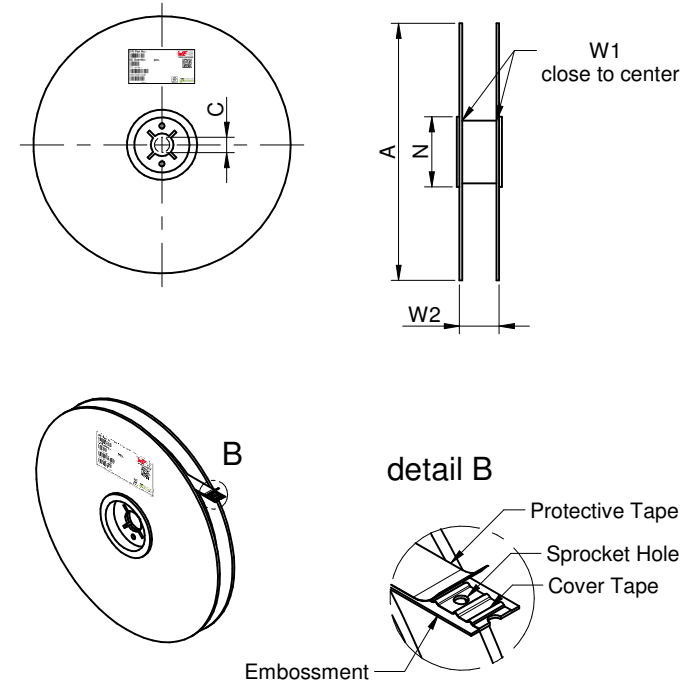 C
W1
close to center
A
N
W2
B
detail B
Protective Tape
Sprocket Hole
Cover Tape
Embossment